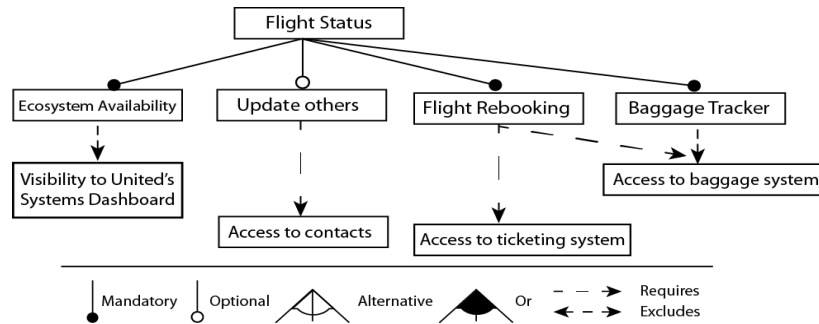 Flight Status
Ecosystem Availability
Update others
Flight Rebooking
Baggage Tracker
Visibility to United's
Systems Dashboard
Access to baggage system
Access to contacts
Access to ticketing system
Mandatory
Optional
Alternative
Or
Requires
Excludes